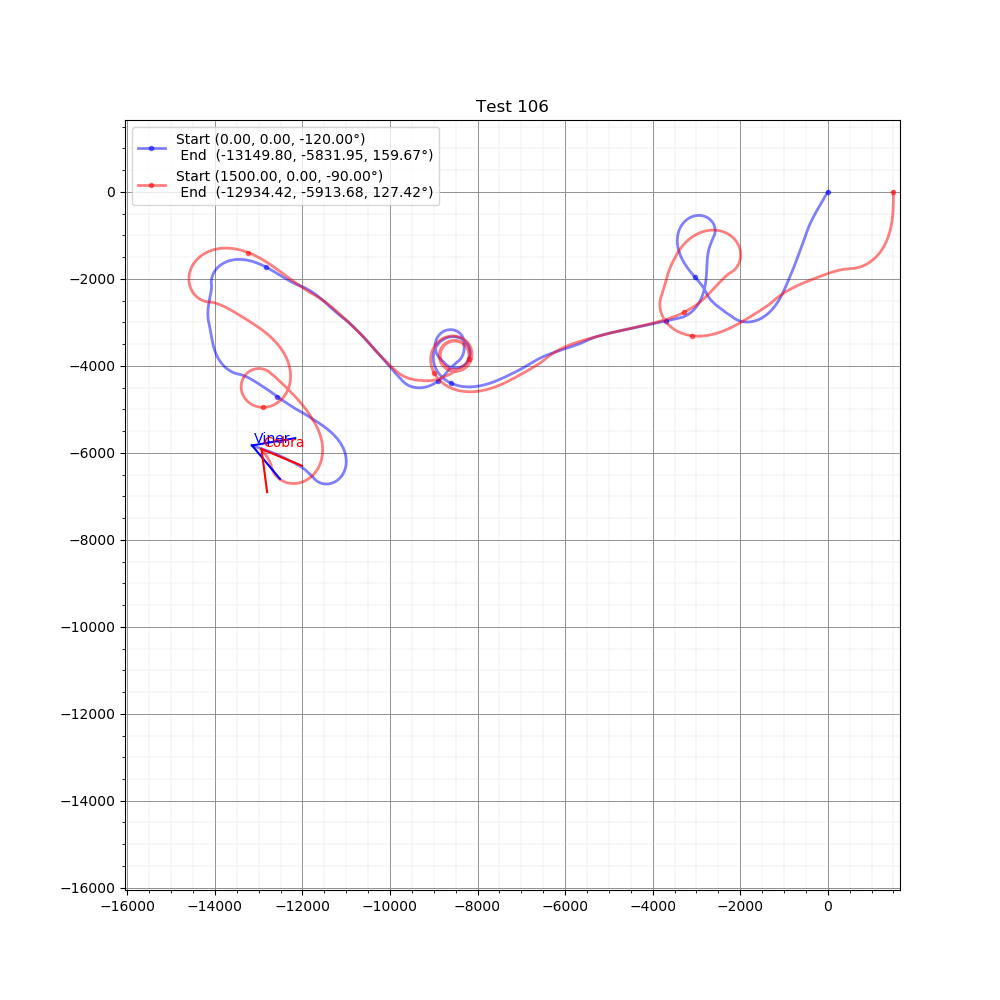 Test 106
Start (0.00, 0.00, -120.00°)
End (-13149.80, -5831.95, 159.67°)
Start (1500.00, 0.00, -90.00°)
End (-12934.42, -5913.68, 127.42°)
0
−2000
−4000
−6000
−8000
−10000
−12000
−14000
−16000
Viper
Cobra
−16000 −14000 −12000 −10000 −8000 −6000 −4000 −2000 0